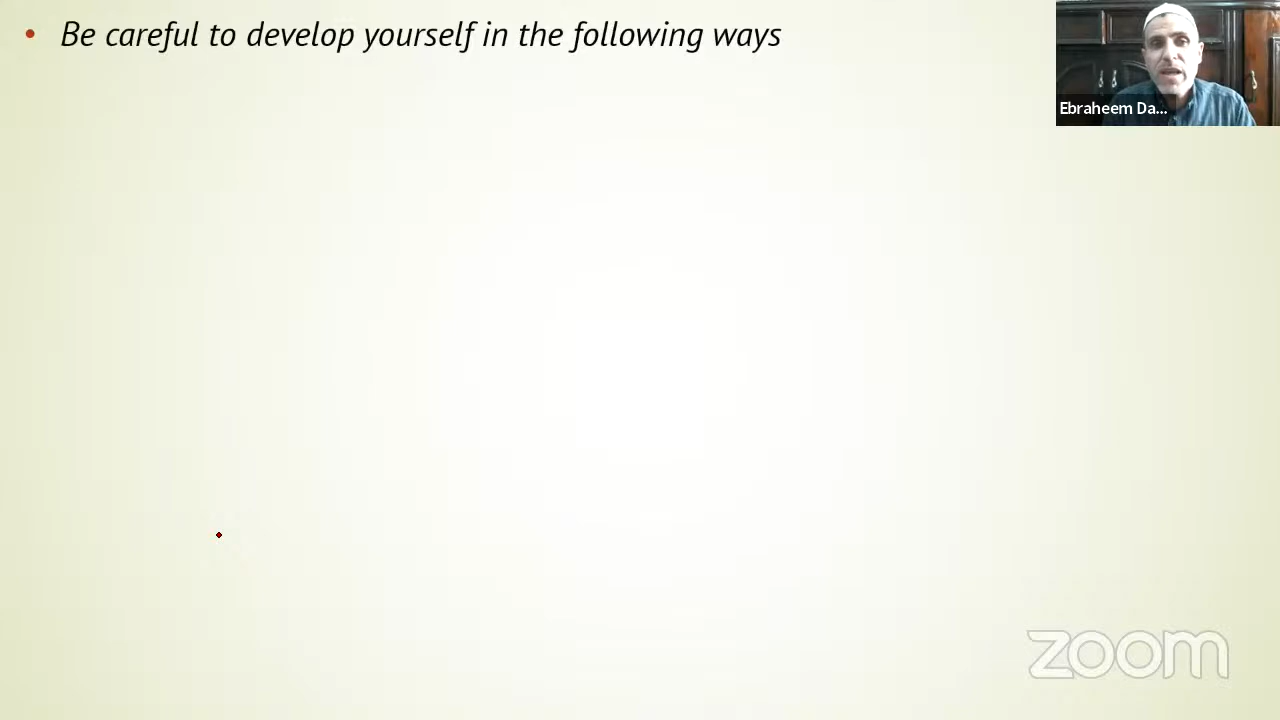 • Be careful to develop yourself in the following ways
Ebraheem Da...
zoom